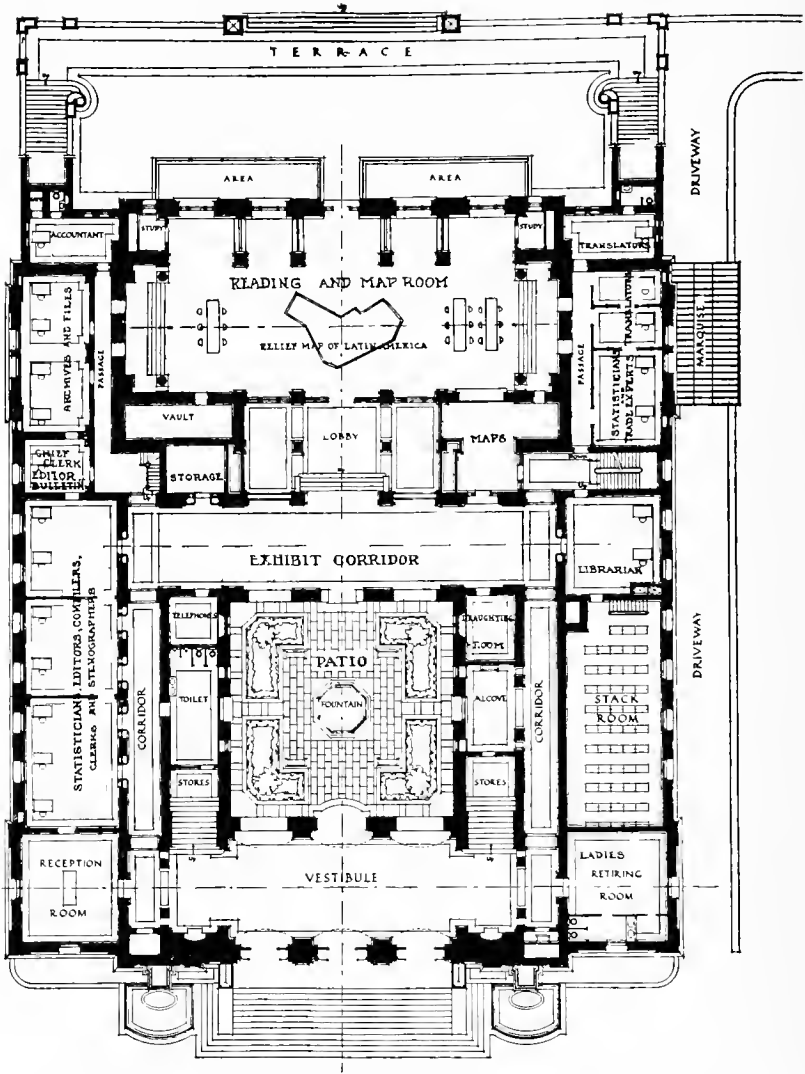 TERRACE
DRIVEWAY
AREA
AREA
STUDY
STUDY
ACCOUNTANT
TRANSLATORS
READING AND MAP ROOM
RELIEF MAP OF LATIN AMERICA
ARCHIVES AND FILES
PASSAGE
PASSAGE
TRANSLATORS
STATISTICIANS
TRADE EXPERTS
MARQUISE
VAULT
LOBBY
MAPS
CHIEF
CLERK
EDITOR
BULLETIN
STORAGE
DOWN
EXHIBIT CORRIDOR
LIBRARIAN
STATISTICIANS, EDITORS, COMPILERS,
CLERKS AND STENOGRAPHERS
TELEPHONES
DRAUGHTING
ROOM
PATIO
FOUNTAIN
TOILET
ALCOVE
CORRIDOR
CORRIDOR
STACK
ROOM
DRIVEWAY
STORES
STORES
RECEPTION
ROOM
VESTIBULE
LADIES
RETIRING
ROOM